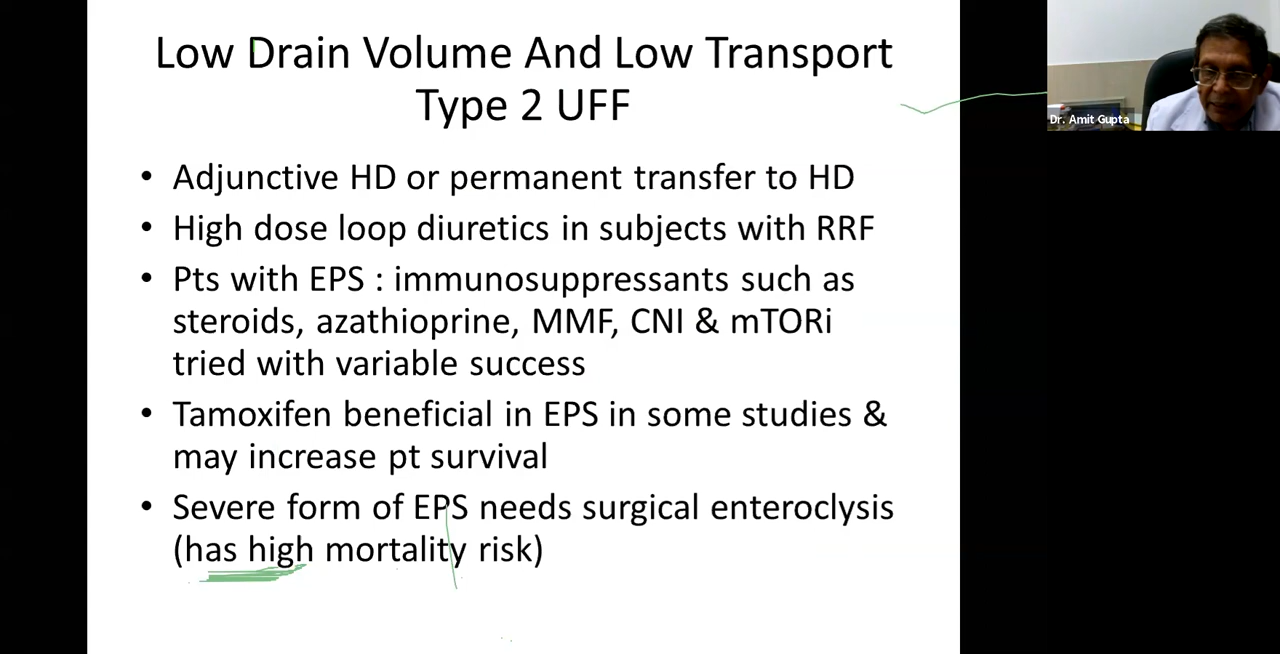 Low Drain Volume And Low Transport
Type 2 UFF
• Adjunctive HD or permanent transfer to HD
• High dose loop diuretics in subjects with RRF
• Pts with EPS : immunosuppressants such as
steroids, azathioprine, MMF, CNI & mTORi
tried with variable success
• Tamoxifen beneficial in EPS in some studies &
may increase pt survival
• Severe form of EPS needs surgical enteroclysis
(has high mortality risk)
Dr. Amit Gupta